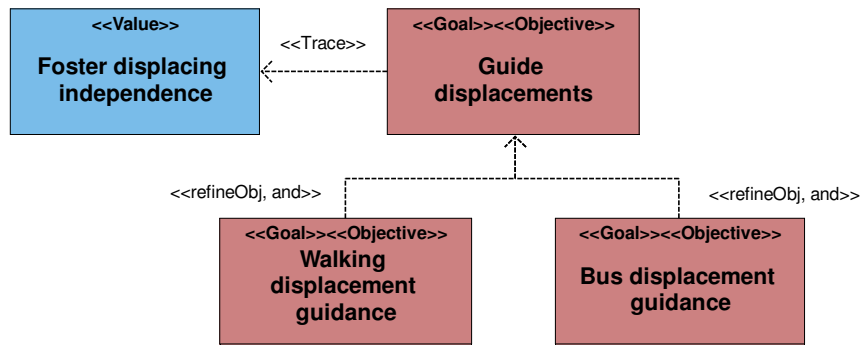 <<Value>>
Foster displacing
independence
<<Trace>>
<<Goal>><<Objective>>
Guide
displacements
<<refineObj, and>>
<<refineObj, and>>
<<Goal>><<Objective>>
Walking
displacement
guidance
<<Goal>><<Objective>>
Bus displacement
guidance